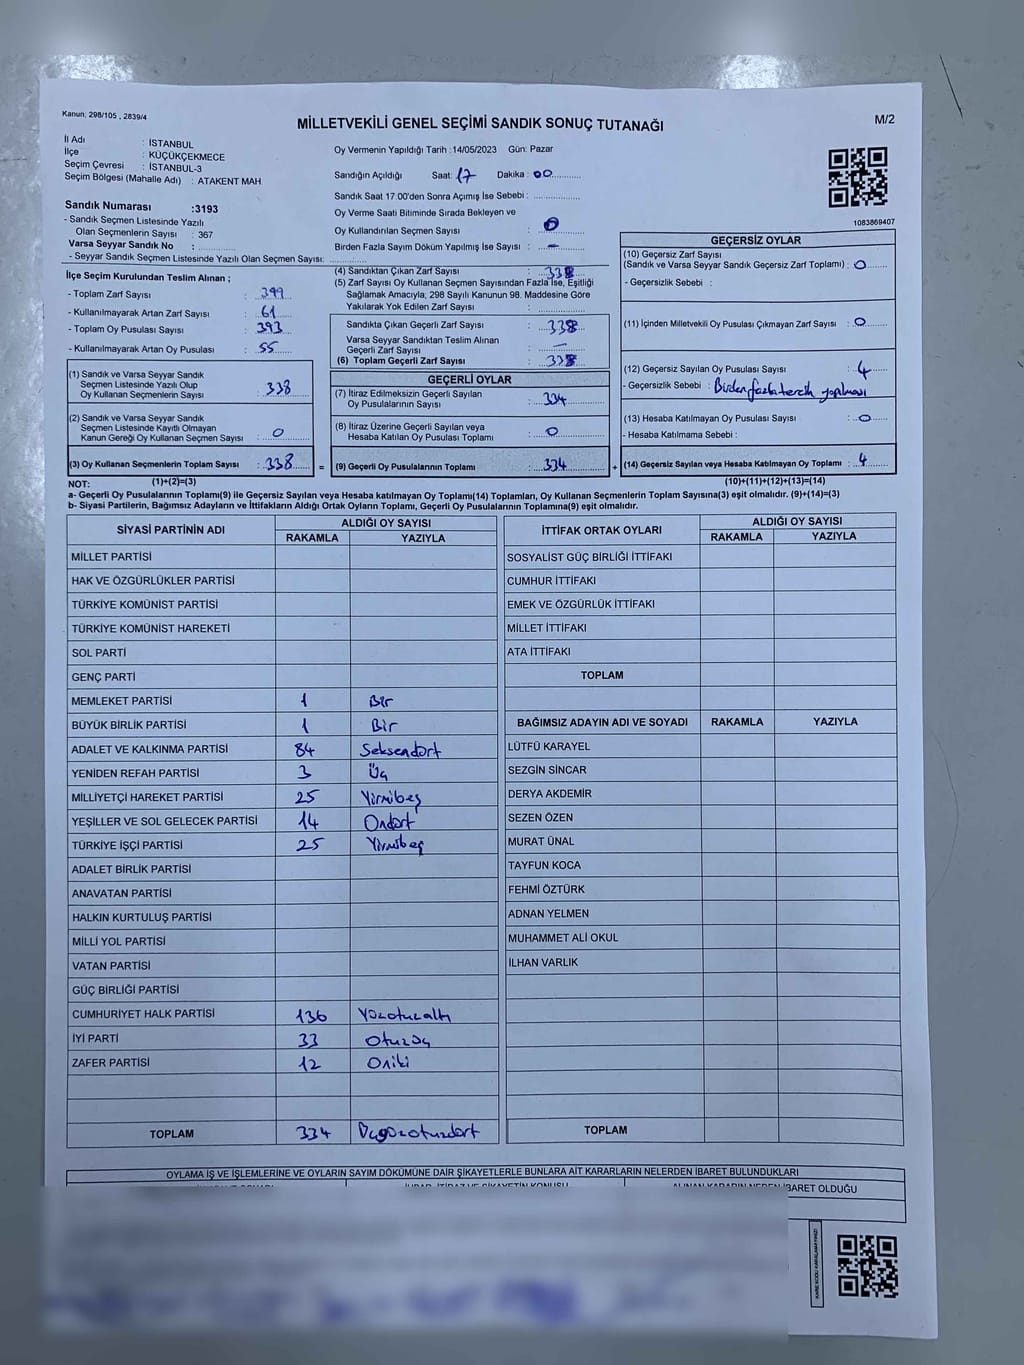 Kanun, 298/105 , 2839/4
MİLLETVEKİLİ GENEL SEÇİMİ SANDIK SONUÇ TUTANAĞI
M/2
İl Adı : İSTANBUL
İlçe : KÜÇÜKÇEKMECE
Seçim Çevresi : İSTANBUL-3
Seçim Bölgesi (Mahalle Adı) : ATAKENT MAH
Sandık Numarası :3193
- Sandık Seçmen Listesinde Yazılı
Olan Seçmenlerin Sayısı : 367
Varsa Seyyar Sandık No :
- Seyyar Sandık Seçmen Listesinde Yazılı Olan Seçmen Sayısı:
Oy Vermenin Yapıldığı Tarih :14/05/2023 Gün: Pazar
Sandığın Açıldığı Saat: 17 Dakika : 00
Sandık Saat 17:00'den Sonra Açımış İse Sebebi :
Oy Verme Saati Bitiminde Sırada Bekleyen ve
Oy Kullandırılan Seçmen Sayısı : 0
Birden Fazla Sayım Döküm Yapılmış İse Sayısı : -
1083869407
İlçe Seçim Kurulundan Teslim Alınan ;
- Toplam Zarf Sayısı : 399
- Kullanılmayarak Artan Zarf Sayısı : 61
- Toplam Oy Pusulası Sayısı : 393
- Kullanılmayarak Artan Oy Pusulası : 55
(1) Sandık ve Varsa Seyyar Sandık
Seçmen Listesinde Yazılı Olup
Oy Kullanan Seçmenlerin Sayısı : 338
(2) Sandık ve Varsa Seyyar Sandık
Seçmen Listesinde Kayıtlı Olmayan
Kanun Gereği Oy Kullanan Seçmen Sayısı : 0
(3) Oy Kullanan Seçmenlerin Toplam Sayısı : 338
(1)+(2)=(3)
(4) Sandıktan Çıkan Zarf Sayısı : 338
(5) Zarf Sayısı Oy Kullanan Seçmen Sayısından Fazla İse, Eşitliği
Sağlamak Amacıyla, 298 Sayılı Kanunun 98. Maddesine Göre
Yakılarak Yok Edilen Zarf Sayısı :
Sandıkta Çıkan Geçerli Zarf Sayısı : 338
Varsa Seyyar Sandıktan Teslim Alınan
Geçerli Zarf Sayısı : -
(6) Toplam Geçerli Zarf Sayısı : 338
GEÇERLİ OYLAR
(7) İtiraz Edilmeksizin Geçerli Sayılan
Oy Pusulalarının Sayısı : 334
(8) İtiraz Üzerine Geçerli Sayılan veya
Hesaba Katılan Oy Pusulası Toplamı : 0
= (9) Geçerli Oy Pusulalarının Toplamı : 334
GEÇERSİZ OYLAR
(10) Geçersiz Zarf Sayısı
(Sandık ve Varsa Seyyar Sandık Geçersiz Zarf Toplamı) : 0
- Geçersizlik Sebebi :
(11) İçinden Milletvekili Oy Pusulası Çıkmayan Zarf Sayısı : 0
(12) Geçersiz Sayılan Oy Pusulası Sayısı : 4
- Geçersizlik Sebebi : Birden fazla tercih yapılması
(13) Hesaba Katılmayan Oy Pusulası Sayısı : 0
- Hesaba Katılmama Sebebi :
+ (14) Geçersiz Sayılan veya Hesaba Katılmayan Oy Toplamı : 4
(10)+(11)+(12)+(13)=(14)
NOT:
a- Geçerli Oy Pusulalarının Toplamı(9) ile Geçersiz Sayılan veya Hesaba katılmayan Oy Toplamı(14) Toplamları, Oy Kullanan Seçmenlerin Toplam Sayısına(3) eşit olmalıdır. (9)+(14)=(3)
b- Siyasi Partilerin, Bağımsız Adayların ve İttifakların Aldığı Ortak Oyların Toplamı, Geçerli Oy Pusulalarının Toplamına(9) eşit olmalıdır.
SİYASİ PARTİNİN ADI ALDIĞI OY SAYISI
RAKAMLA YAZIYLA
MİLLET PARTİSİ
HAK VE ÖZGÜRLÜKLER PARTİSİ
TÜRKİYE KOMÜNİST PARTİSİ
TÜRKİYE KOMÜNİST HAREKETİ
SOL PARTİ
GENÇ PARTİ
MEMLEKET PARTİSİ 1 Bir
BÜYÜK BİRLİK PARTİSİ 1 Bir
ADALET VE KALKINMA PARTİSİ 84 Seksendört
YENİDEN REFAH PARTİSİ 3 Üç
MİLLİYETÇİ HAREKET PARTİSİ 25 Yirmibeş
YEŞİLLER VE SOL GELECEK PARTİSİ 14 Ondört
TÜRKİYE İŞÇİ PARTİSİ 25 Yirmibeş
ADALET BİRLİK PARTİSİ
ANAVATAN PARTİSİ
HALKIN KURTULUŞ PARTİSİ
MİLLİ YOL PARTİSİ
VATAN PARTİSİ
GÜÇ BİRLİĞİ PARTİSİ
CUMHURİYET HALK PARTİSİ 136 Yüzotuzaltı
İYİ PARTİ 33 Otuzüç
ZAFER PARTİSİ 12 Oniki
TOPLAM 334 Üçyüzotuzdört
İTTİFAK ORTAK OYLARI ALDIĞI OY SAYISI
RAKAMLA YAZIYLA
SOSYALİST GÜÇ BİRLİĞİ İTTİFAKI
CUMHUR İTTİFAKI
EMEK VE ÖZGÜRLÜK İTTİFAKI
MİLLET İTTİFAKI
ATA İTTİFAKI
TOPLAM
BAĞIMSIZ ADAYIN ADI VE SOYADI RAKAMLA YAZIYLA
LÜTFÜ KARAYEL
SEZGİN SİNCAR
DERYA AKDEMİR
SEZEN ÖZEN
MURAT ÜNAL
TAYFUN KOCA
FEHMİ ÖZTÜRK
ADNAN YELMEN
MUHAMMET ALİ OKUL
İLHAN VARLIK
TOPLAM
OYLAMA İŞ VE İŞLEMLERİNE VE OYLARIN SAYIM DÖKÜMÜNE DAİR ŞİKAYETLERLE BUNLARA AİT KARARLARIN NELERDEN İBARET BULUNDUKLARI
İHBAR, İTİRAZ VE ŞİKAYETİN KONUSU
ALINAN KARARIN NEDEN İBARET OLDUĞU